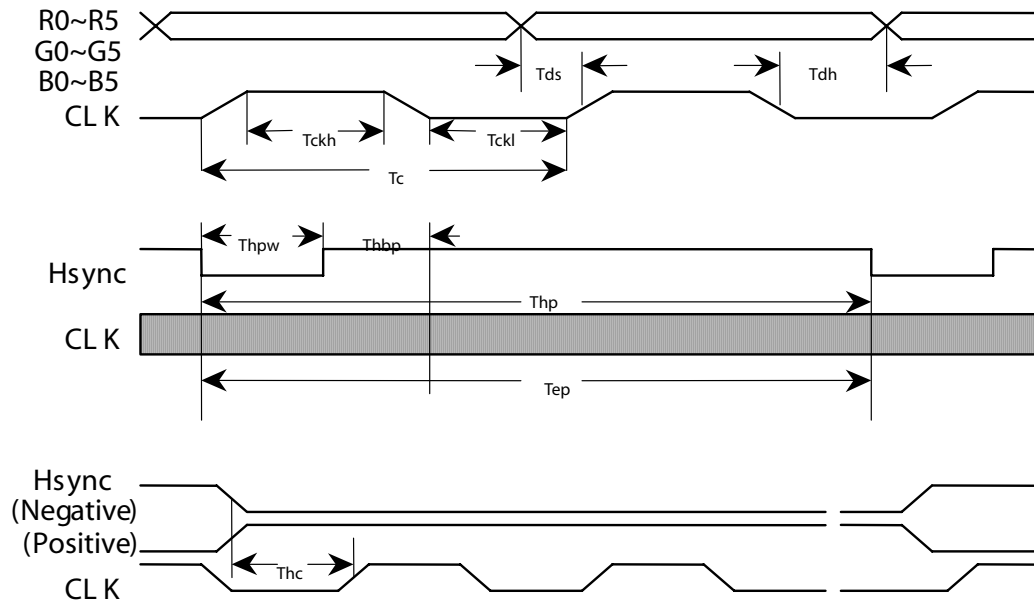 R0~R5
G0~G5
B0~B5
Tds
Tdh
CL K
Tckh
Tckl
Tc
Thpw
Thbp
Hsync
Thp
CL K
Tep
Hsync
(Negative)
(Positive)
Thc
CL K